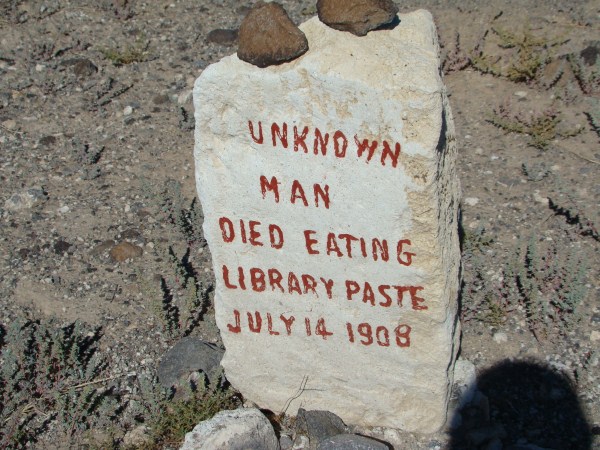 UNKNOWN
MAN
DIED EATING
LIBRARY PASTE
JULY 14 1908